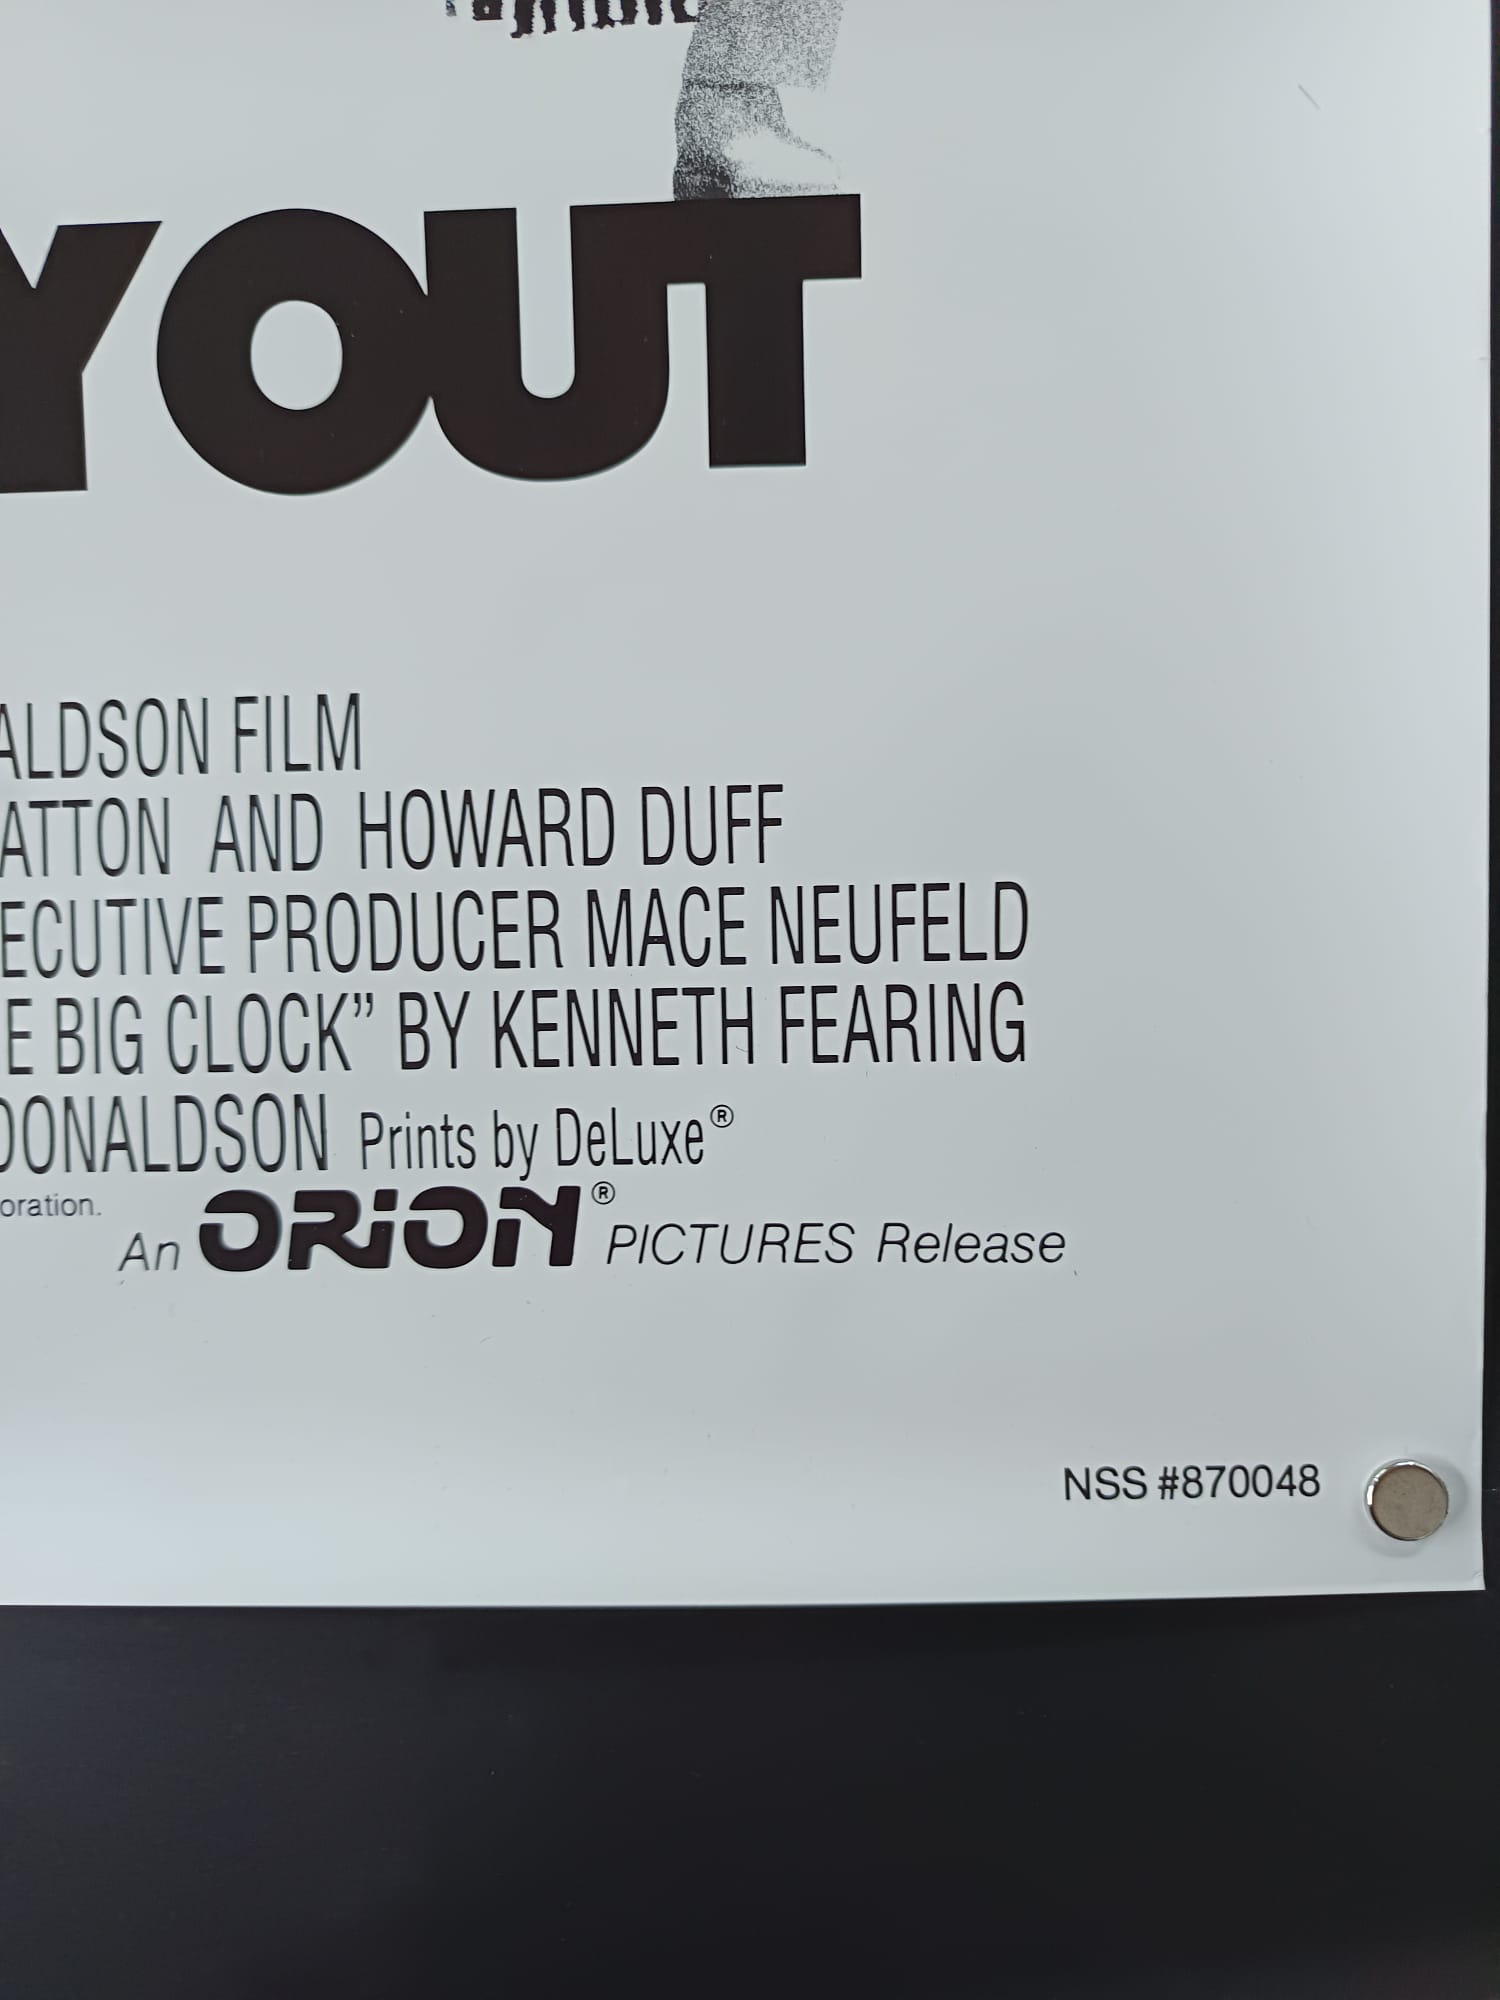 YOUT
ALDSON FILM
ATTON AND HOWARD DUFF
ECUTIVE PRODUCER MACE NEUFELD
E BIG CLOCK” BY KENNETH FEARING
DONALDSON Prints by DeLuxe®
oration.
An ORION® PICTURES Release
NSS #870048